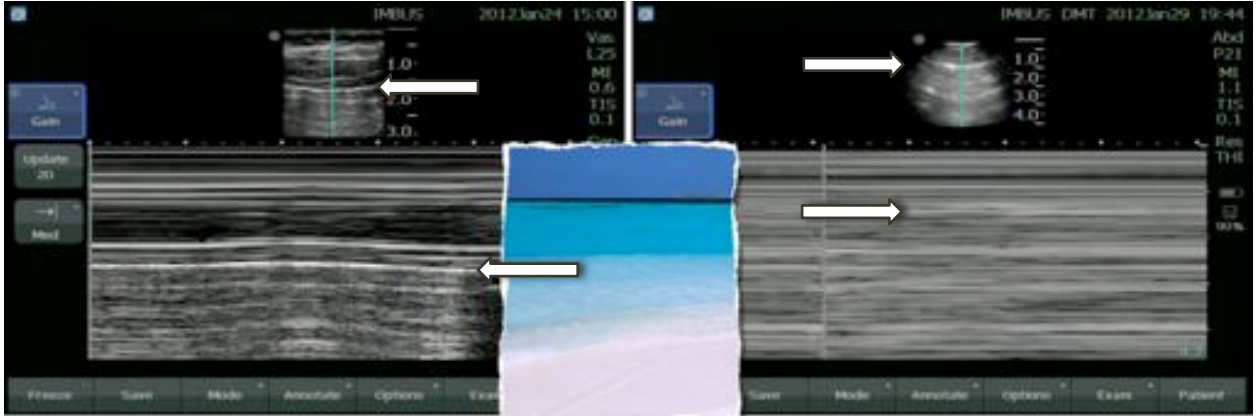 IMBUS 2012Jan24 15:00
Vas
L25
MI
0.6
TIS
0.1
1.0
2.0
3.0
Gain
Update
2D
Med
Freeze
Save
Mode
Annotate
Options
IMBUS DMT 2012Jan29 19:44
Abd
P21
MI
1.1
TIS
0.1
Res
THI
90%
1.0
2.0
3.0
4.0
Gain
Save
Mode
Annotate
Options
Exam
Patient